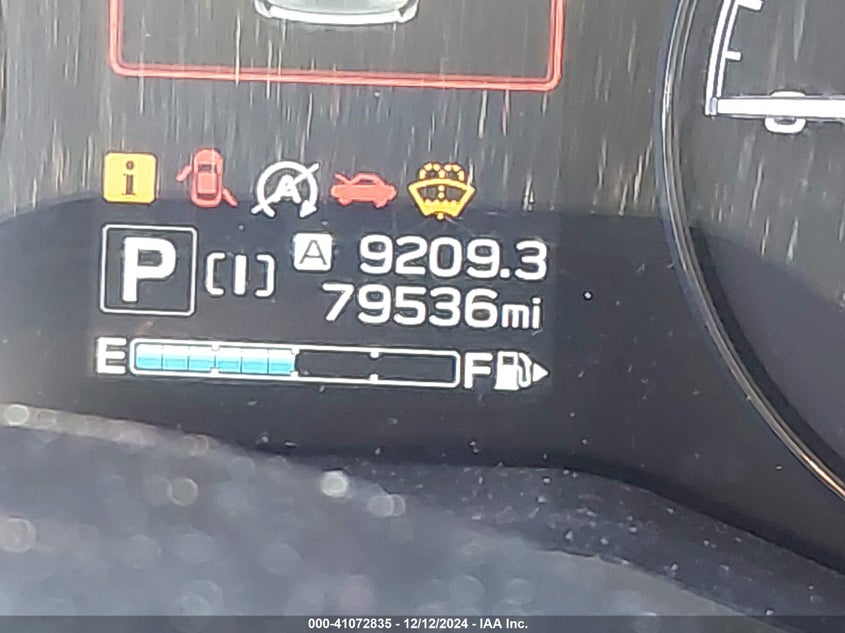 i
A
P [I] A 9209.3
79536mi
E F
000-41072835 - 12/12/2024 - IAA Inc.